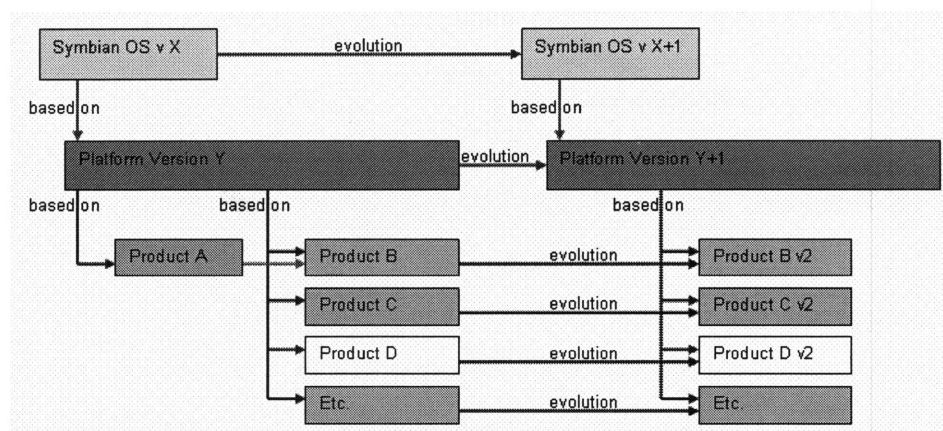 Symbian OS v X
evolution
Symbian OS v X+1
based on
based on
Platform Version Y
evolution
Platform Version Y+1
based on
based on
based on
Product A
Product B
evolution
Product B v2
Product C
evolution
Product C v2
Product D
evolution
Product D v2
Etc.
evolution
Etc.